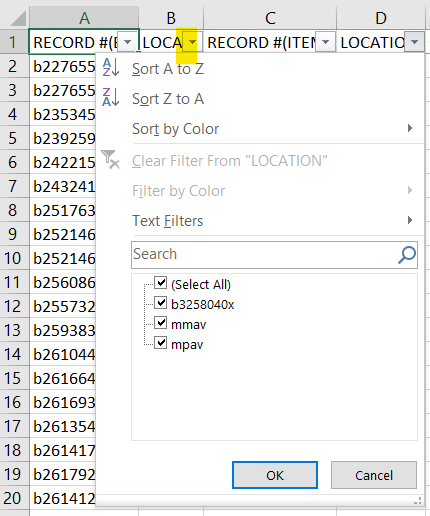 A B C D
1 RECORD #(B LOCA RECORD #(ITEM LOCATIO
2 b227655
3 b227655
4 b235345
5 b239259
6 b242215
7 b243241
8 b251763
9 b252146
10 b252146
11 b256086
12 b255732
13 b259383
14 b261044
15 b261664
16 b261693
17 b261354
18 b261417
19 b261792
20 b261412
Sort A to Z
Sort Z to A
Sort by Color
Clear Filter From "LOCATION"
Filter by Color
Text Filters
Search
(Select All)
b3258040x
mmav
mpav
OK Cancel